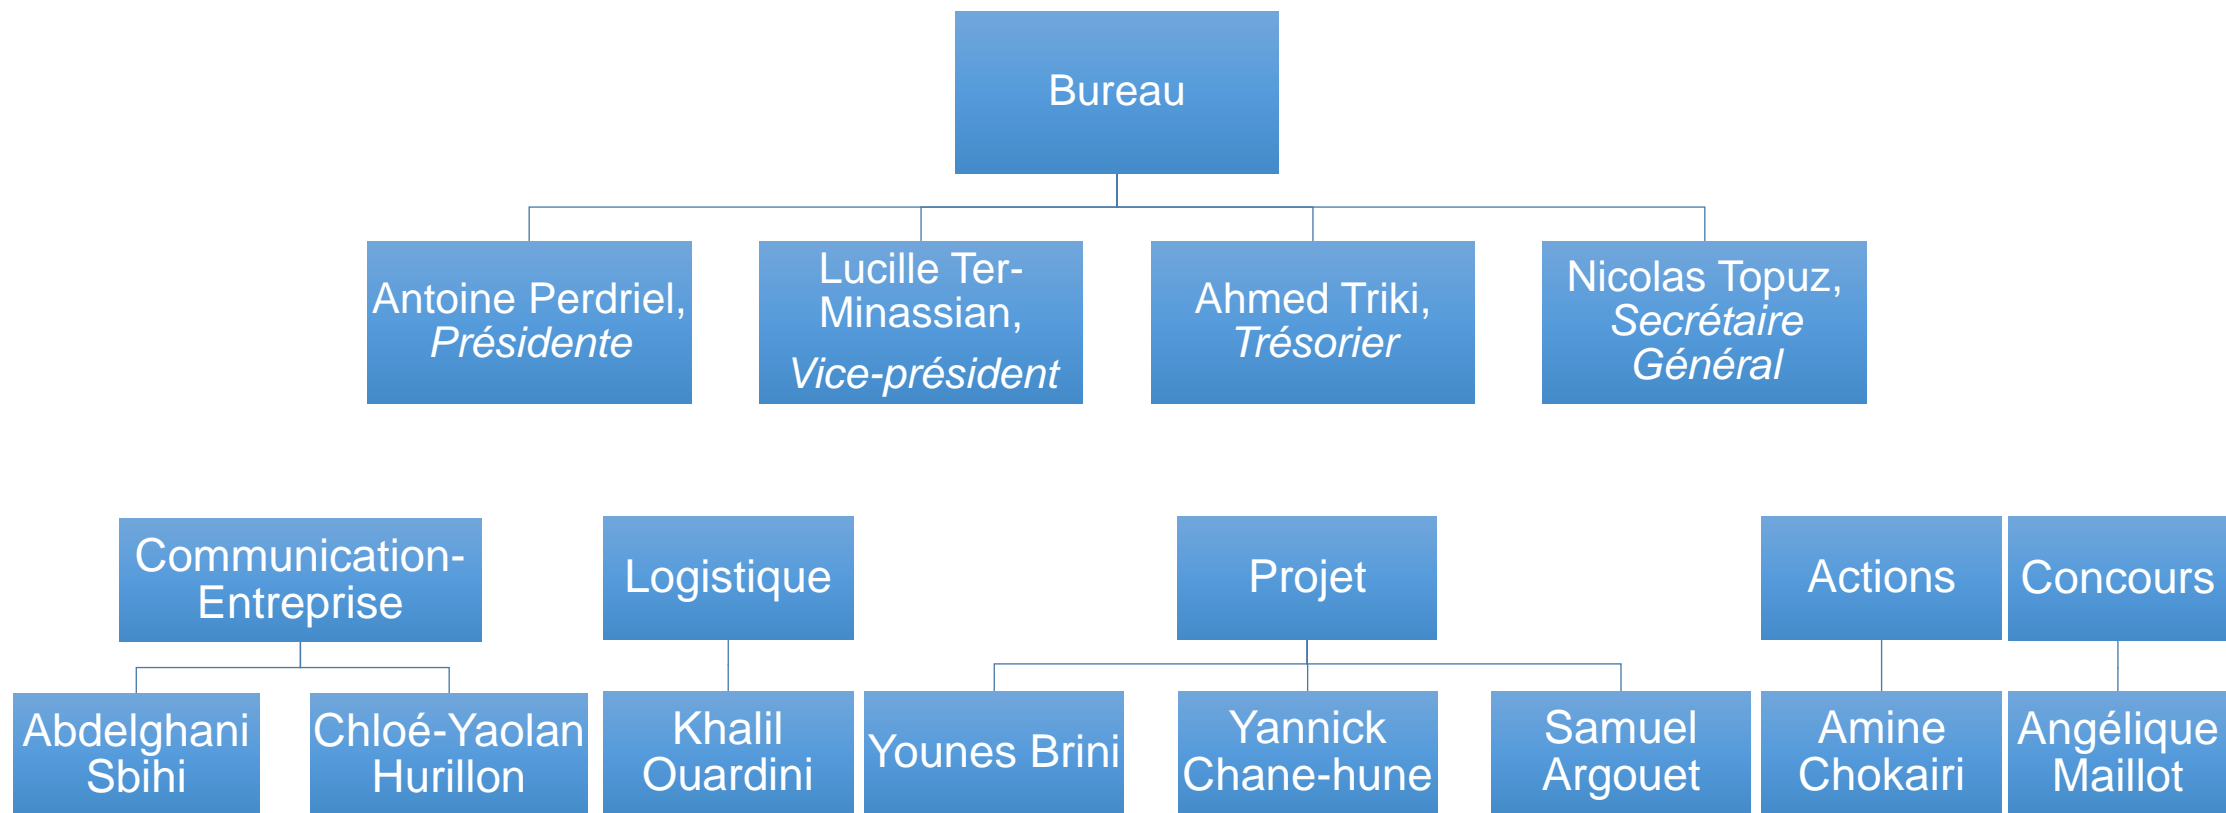 Bureau
Antoine Perdriel,
Présidente
Lucille Ter-
Minassian,
Vice-président
Ahmed Triki,
Trésorier
Nicolas Topuz,
Secrétaire
Général
Communication-
Entreprise
Logistique
Projet
Actions
Concours
Abdelghani
Sbihi
Chloé-Yaolan
Hurillon
Khalil
Ouardini
Younes Brini
Yannick
Chane-hune
Samuel
Argouet
Amine
Chokairi
Angélique
Maillot